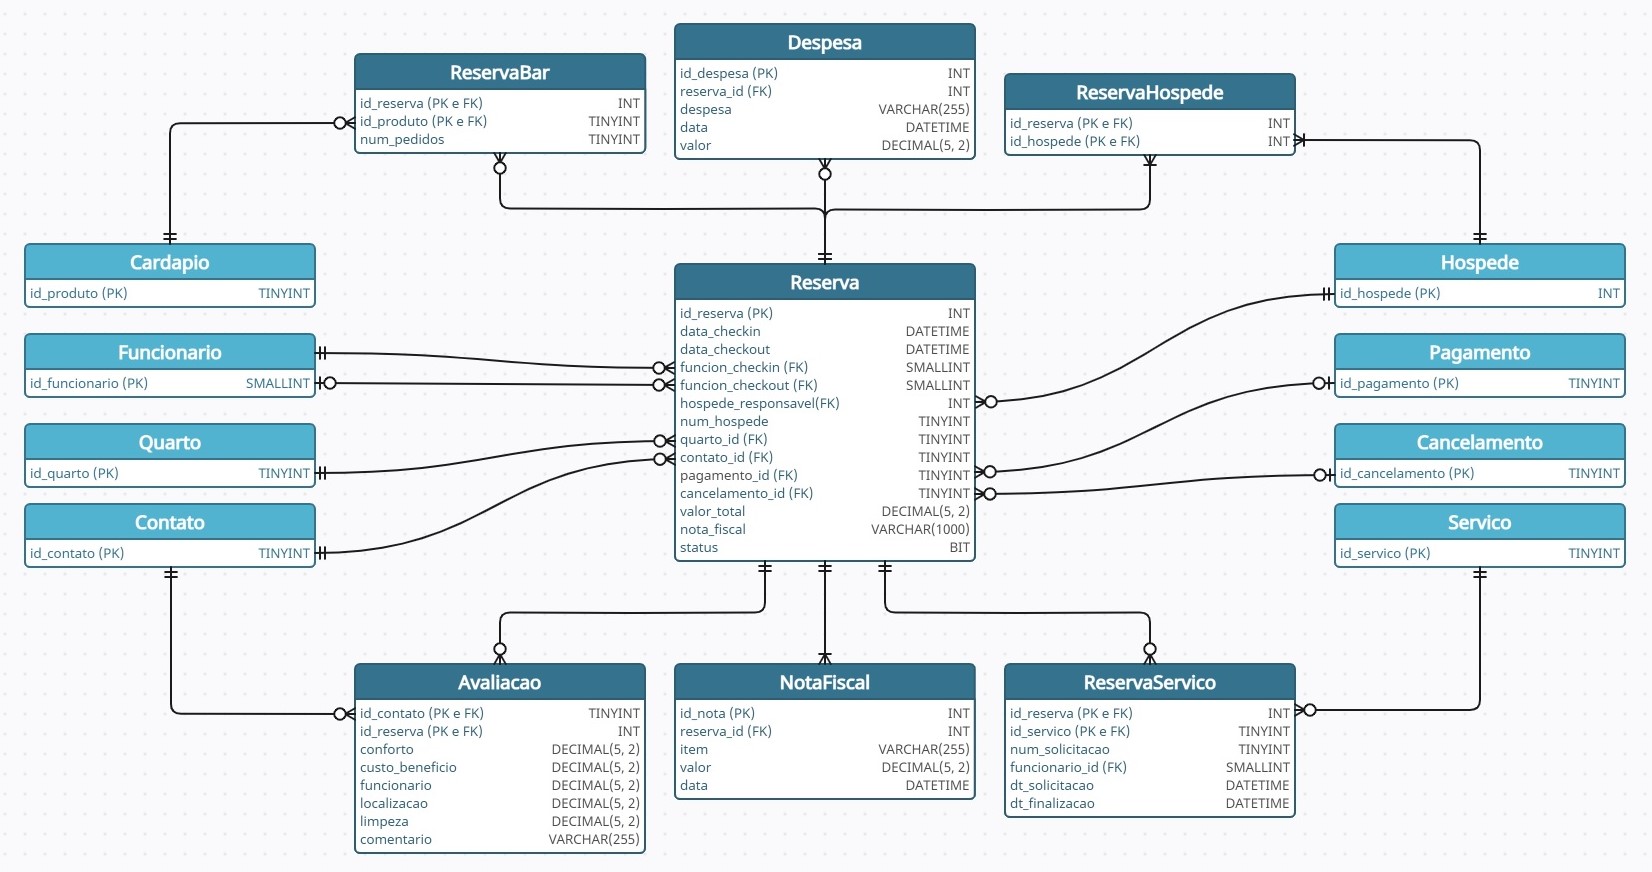 ReservaBar
id_reserva (PK e FK) INT
id_produto (PK e FK) TINYINT
num_pedidos TINYINT
Despesa
id_despesa (PK) INT
reserva_id (FK) INT
despesa VARCHAR(255)
data DATETIME
valor DECIMAL(5, 2)
ReservaHospede
id_reserva (PK e FK) INT
id_hospede (PK e FK) INT
Cardapio
id_produto (PK) TINYINT
Funcionario
id_funcionario (PK) SMALLINT
Quarto
id_quarto (PK) TINYINT
Contato
id_contato (PK) TINYINT
Reserva
id_reserva (PK) INT
data_checkin DATETIME
data_checkout DATETIME
funcion_checkin (FK) SMALLINT
funcion_checkout (FK) SMALLINT
hospede_responsavel(FK) INT
num_hospede TINYINT
quarto_id (FK) TINYINT
contato_id (FK) TINYINT
pagamento_id (FK) TINYINT
cancelamento_id (FK) TINYINT
valor_total DECIMAL(5, 2)
nota_fiscal VARCHAR(1000)
status BIT
Hospede
id_hospede (PK) INT
Pagamento
id_pagamento (PK) TINYINT
Cancelamento
id_cancelamento (PK) TINYINT
Servico
id_servico (PK) TINYINT
Avaliacao
id_contato (PK e FK) TINYINT
id_reserva (PK e FK) INT
conforto DECIMAL(5, 2)
custo_beneficio DECIMAL(5, 2)
funcionario DECIMAL(5, 2)
localizacao DECIMAL(5, 2)
limpeza DECIMAL(5, 2)
comentario VARCHAR(255)
NotaFiscal
id_nota (PK) INT
reserva_id (FK) INT
item VARCHAR(255)
valor DECIMAL(5, 2)
data DATETIME
ReservaServico
id_reserva (PK e FK) INT
id_servico (PK e FK) TINYINT
num_solicitacao TINYINT
funcionario_id (FK) SMALLINT
dt_solicitacao DATETIME
dt_finalizacao DATETIME